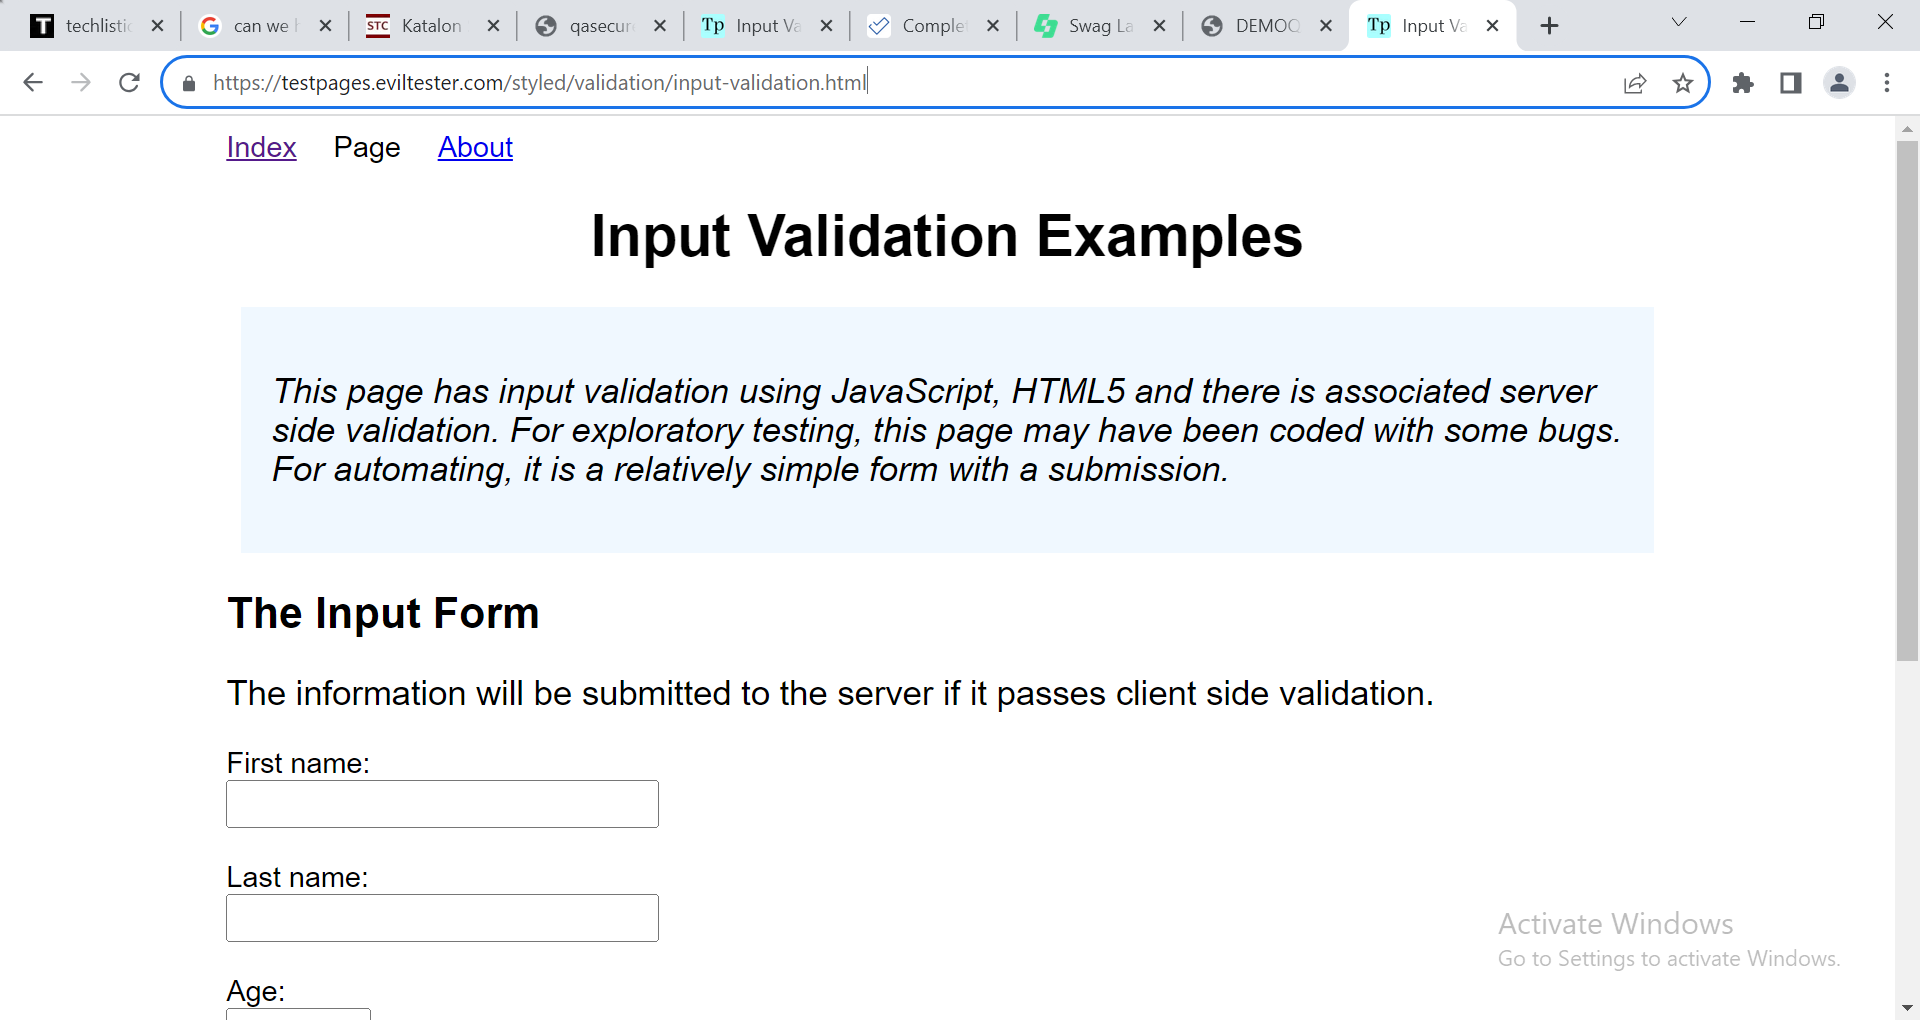 techlistic
can we h
STC Katalon
qasecure
Tp Input Va
Complet
Swag La
DEMOQ
Tp Input Va
https://testpages.eviltester.com/styled/validation/input-validation.html
Index Page About
Input Validation Examples
This page has input validation using JavaScript, HTML5 and there is associated server
side validation. For exploratory testing, this page may have been coded with some bugs.
For automating, it is a relatively simple form with a submission.
The Input Form
The information will be submitted to the server if it passes client side validation.
First name:
Last name:
Age:
Activate Windows
Go to Settings to activate Windows.